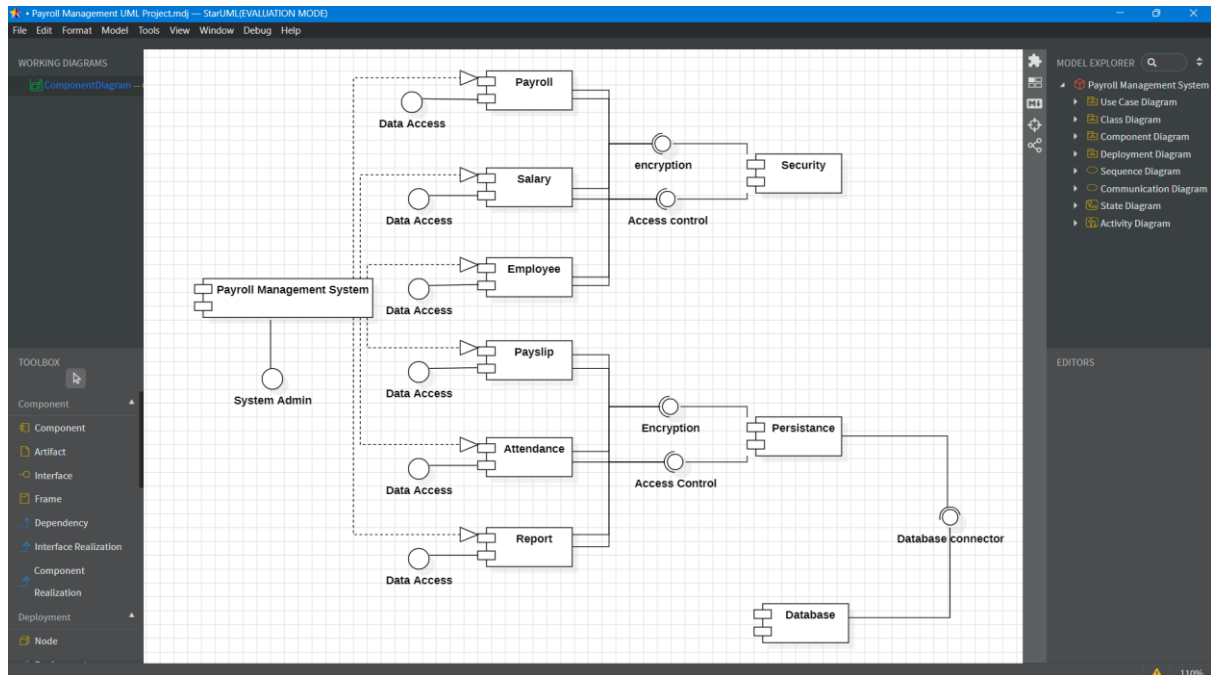 • Payroll Management UML Project.mdj — StarUML(EVALUATION MODE)
File Edit Format Model Tools View Window Debug Help
WORKING DIAGRAMS
ComponentDiagram —
TOOLBOX
Component
Component
Artifact
Interface
Frame
Dependency
Interface Realization
Component
Realization
Deployment
Node
Payroll
Data Access
encryption
Security
Salary
Data Access
Access control
Employee
Payroll Management System
Data Access
Payslip
System Admin
Data Access
Encryption
Persistance
Attendance
Access Control
Data Access
Report
Database connector
Data Access
Database
MODEL EXPLORER
Payroll Management System
Use Case Diagram
Class Diagram
Component Diagram
Deployment Diagram
Sequence Diagram
Communication Diagram
State Diagram
Activity Diagram
EDITORS
110%